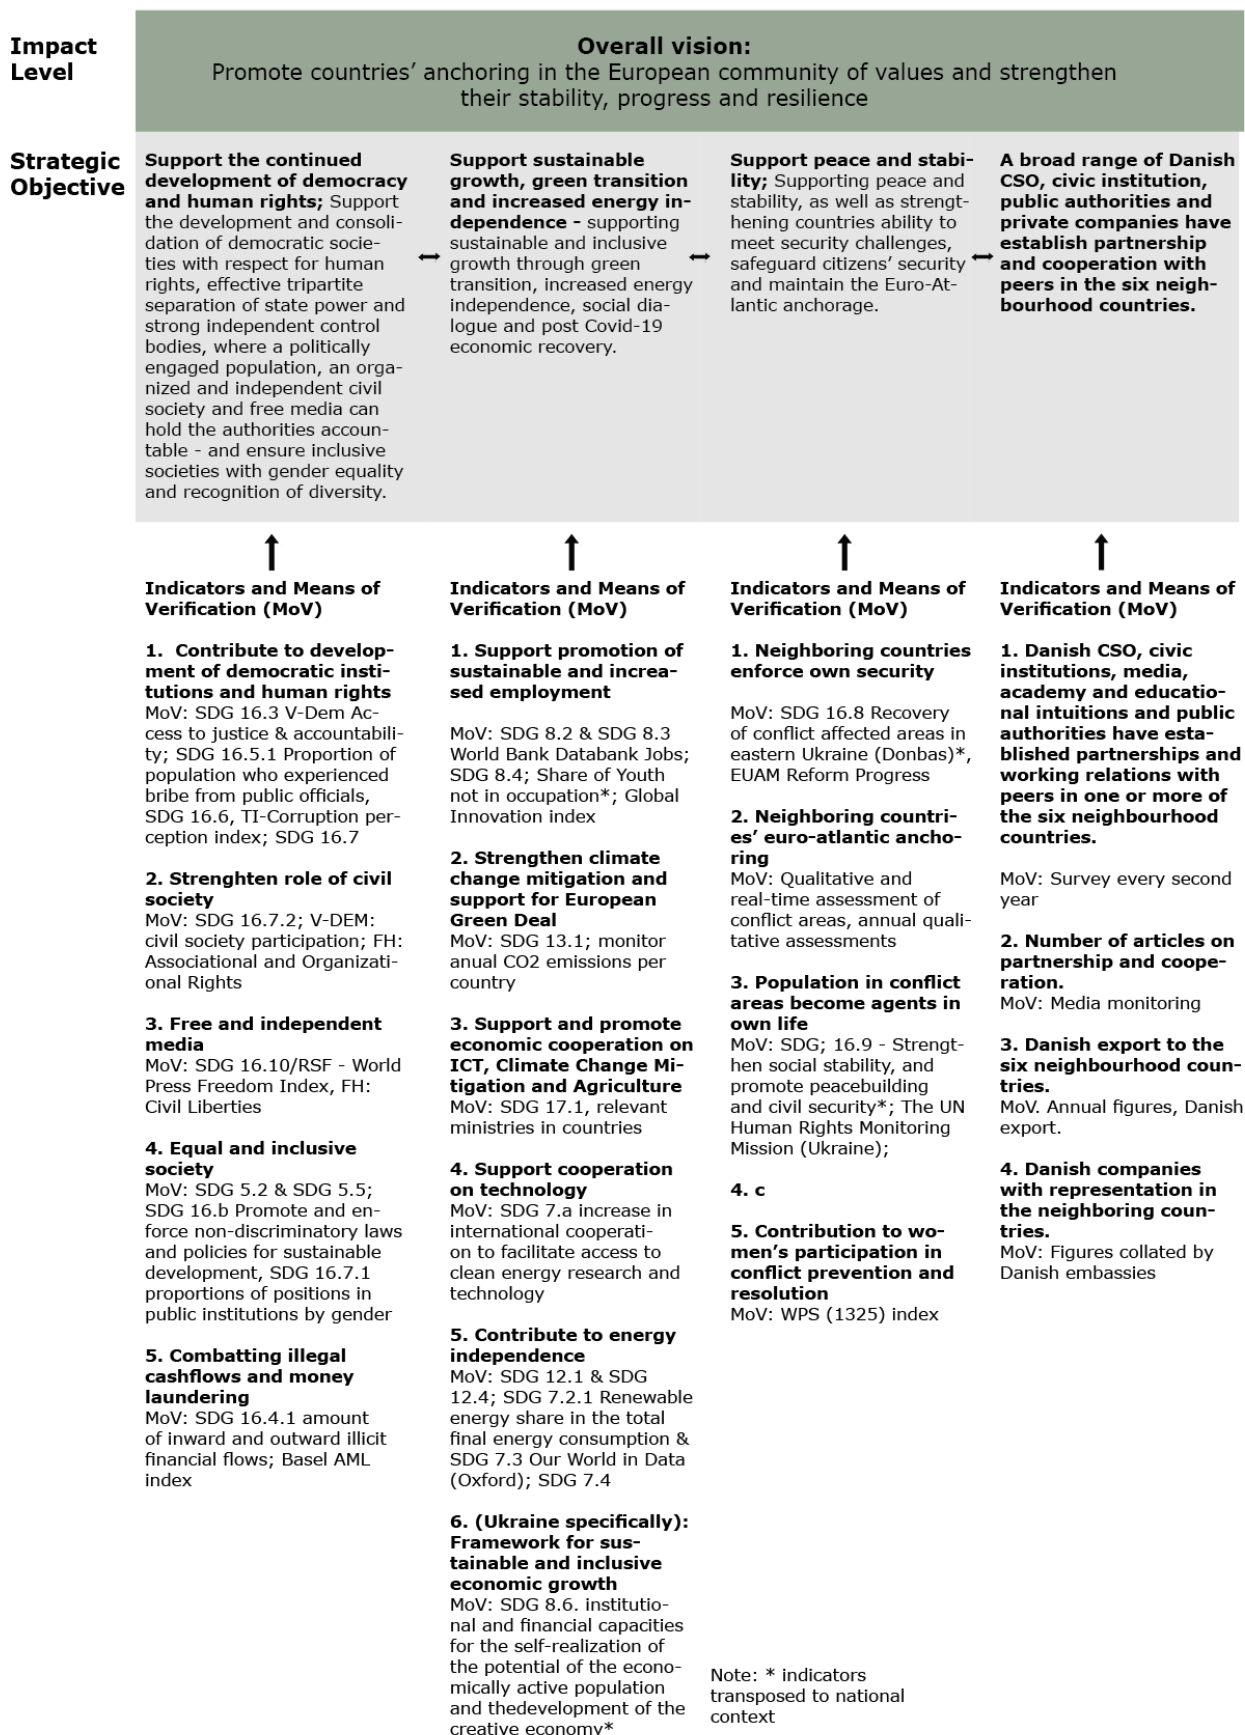 Impact
Level
Overall vision:
Promote countries’ anchoring in the European community of values and strengthen
their stability, progress and resilience
Strategic
Objective
Support the continued
development of democracy
and human rights; Support
the development and consoli-
dation of democratic socie-
ties with respect for human
rights, effective tripartite
separation of state power and
strong independent control
bodies, where a politically
engaged population, an orga-
nized and independent civil
society and free media can
hold the authorities accoun-
table - and ensure inclusive
societies with gender equality
and recognition of diversity.
Support sustainable
growth, green transition
and increased energy in-
dependence - supporting
sustainable and inclusive
growth through green
transition, increased energy
independence, social dia-
logue and post Covid-19
economic recovery.
Support peace and stabi-
lity; Supporting peace and
stability, as well as strengt-
hening countries ability to
meet security challenges,
safeguard citizens’ security
and maintain the Euro-At-
lantic anchorage.
A broad range of Danish
CSO, civic institution,
public authorities and
private companies have
establish partnership
and cooperation with
peers in the six neigh-
bourhood countries.
Indicators and Means of
Verification (MoV)
1. Contribute to develop-
ment of democratic insti-
tutions and human rights
MoV: SDG 16.3 V-Dem Ac-
cess to justice & accountabili-
ty; SDG 16.5.1 Proportion of
population who experienced
bribe from public officials,
SDG 16.6, TI-Corruption per-
ception index; SDG 16.7
2. Strenghten role of civil
society
MoV: SDG 16.7.2; V-DEM:
civil society participation; FH:
Associational and Organizati-
onal Rights
3. Free and independent
media
MoV: SDG 16.10/RSF - World
Press Freedom Index, FH:
Civil Liberties
4. Equal and inclusive
society
MoV: SDG 5.2 & SDG 5.5;
SDG 16.b Promote and en-
force non-discriminatory laws
and policies for sustainable
development, SDG 16.7.1
proportions of positions in
public institutions by gender
5. Combatting illegal
cashflows and money
laundering
MoV: SDG 16.4.1 amount
of inward and outward illicit
financial flows; Basel AML
index
Indicators and Means of
Verification (MoV)
1. Support promotion of
sustainable and increa-
sed employment
MoV: SDG 8.2 & SDG 8.3
World Bank Databank Jobs;
SDG 8.4; Share of Youth
not in occupation*; Global
Innovation index
2. Strengthen climate
change mitigation and
support for European
Green Deal
MoV: SDG 13.1; monitor
anual CO2 emissions per
country
3. Support and promote
economic cooperation on
ICT, Climate Change Mi-
tigation and Agriculture
MoV: SDG 17.1, relevant
ministries in countries
4. Support cooperation
on technology
MoV: SDG 7.a increase in
international cooperati-
on to facilitate access to
clean energy research and
technology
5. Contribute to energy
independence
MoV: SDG 12.1 & SDG
12.4; SDG 7.2.1 Renewable
energy share in the total
final energy consumption &
SDG 7.3 Our World in Data
(Oxford); SDG 7.4
6. (Ukraine specifically):
Framework for sus-
tainable and inclusive
economic growth
MoV: SDG 8.6. institutio-
nal and financial capacities
for the self-realization of
the potential of the econo-
mically active population
and thedevelopment of the
creative economy*
Indicators and Means of
Verification (MoV)
1. Neighboring countries
enforce own security
MoV: SDG 16.8 Recovery
of conflict affected areas in
eastern Ukraine (Donbas)*,
EUAM Reform Progress
2. Neighboring countri-
es’ euro-atlantic ancho-
ring
MoV: Qualitative and
real-time assessment of
conflict areas, annual quali-
tative assessments
3. Population in conflict
areas become agents in
own life
MoV: SDG; 16.9 - Strengt-
hen social stability, and
promote peacebuilding
and civil security*; The UN
Human Rights Monitoring
Mission (Ukraine);
4. c
5. Contribution to wo-
men’s participation in
conflict prevention and
resolution
MoV: WPS (1325) index
Indicators and Means of
Verification (MoV)
1. Danish CSO, civic
institutions, media,
academy and educatio-
nal intuitions and public
authorities have esta-
blished partnerships and
working relations with
peers in one or more of
the six neighbourhood
countries.
MoV: Survey every second
year
2. Number of articles on
partnership and coope-
ration.
MoV: Media monitoring
3. Danish export to the
six neighbourhood coun-
tries.
MoV. Annual figures, Danish
export.
4. Danish companies
with representation in
the neighboring coun-
tries.
MoV: Figures collated by
Danish embassies
Note: * indicators
transposed to national
context